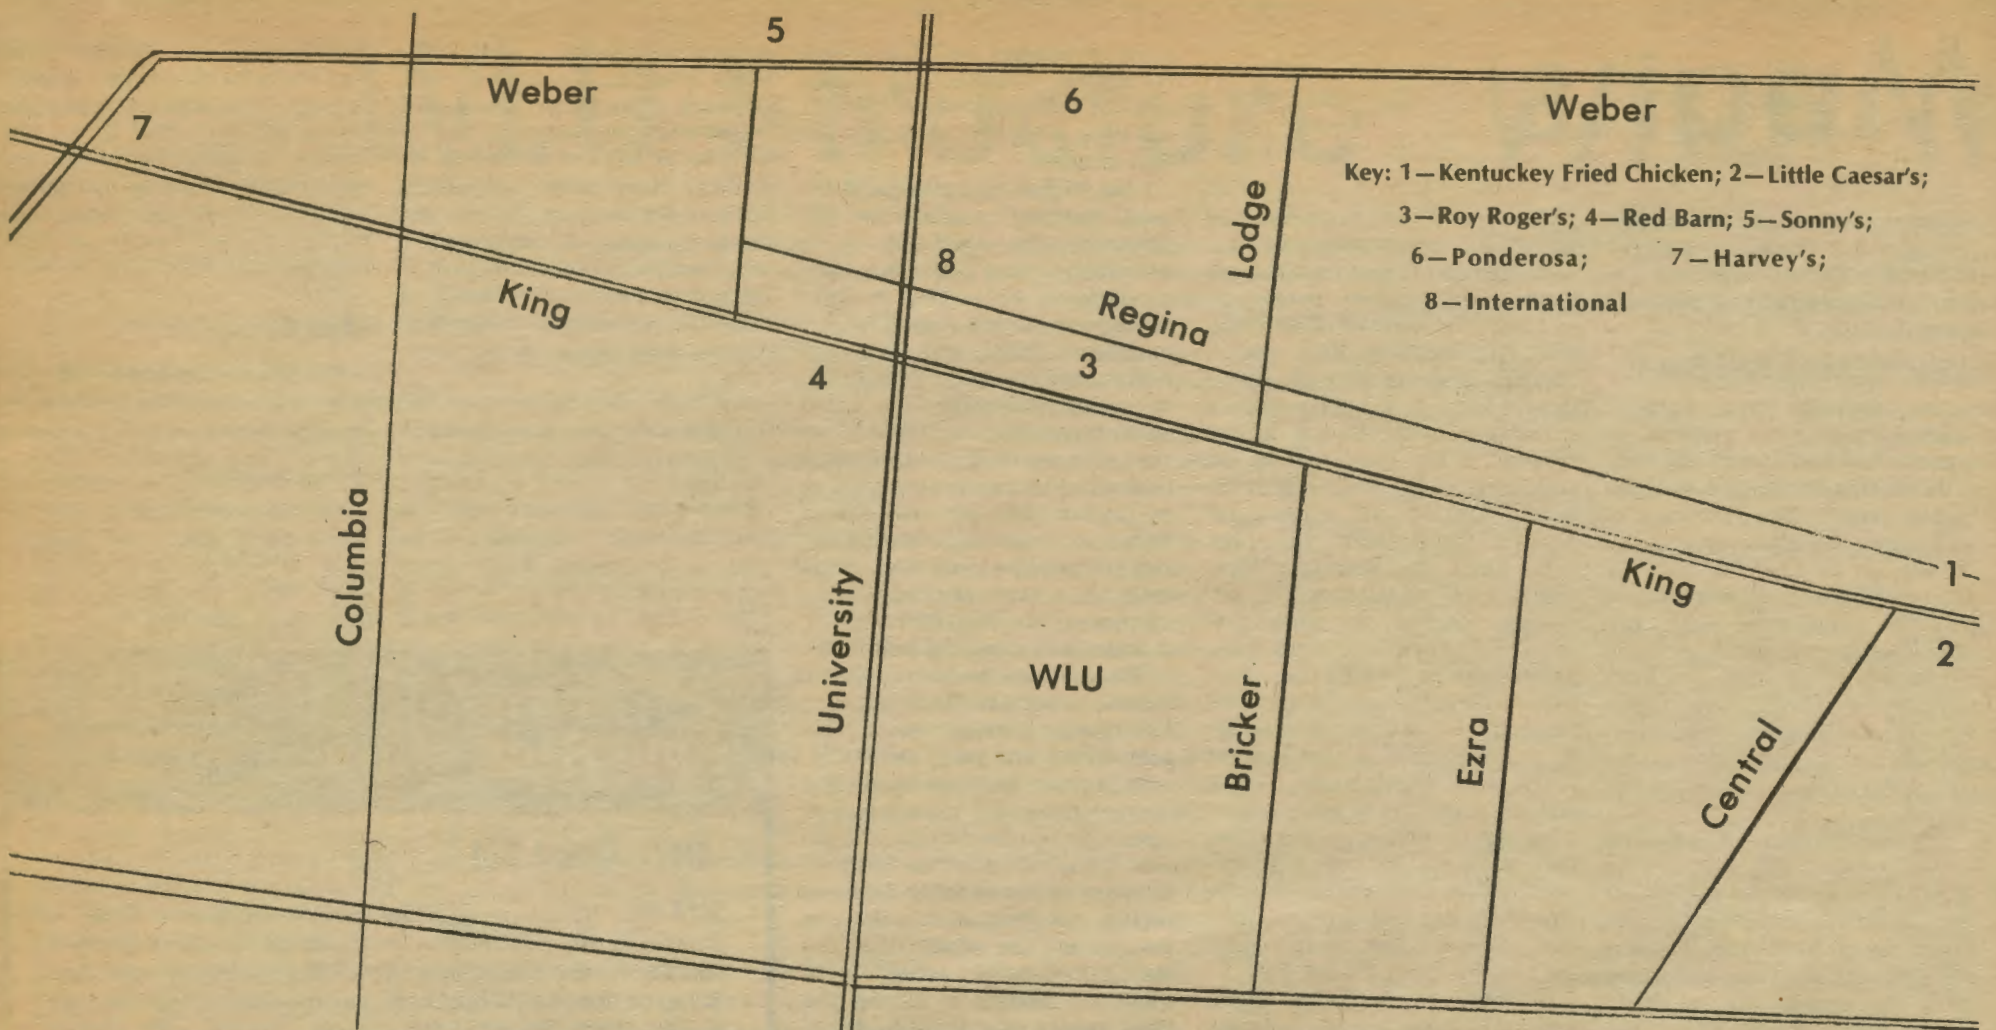 5
Weber
6
Weber
7
Key: 1—Kentuckey Fried Chicken; 2—Little Caesar's;
3—Roy Roger's; 4—Red Barn; 5—Sonny's;
6—Ponderosa; 7—Harvey's;
8—International
Lodge
8
King
Regina
3
4
Columbia
University
King
1
2
WLU
Bricker
Ezra
Central